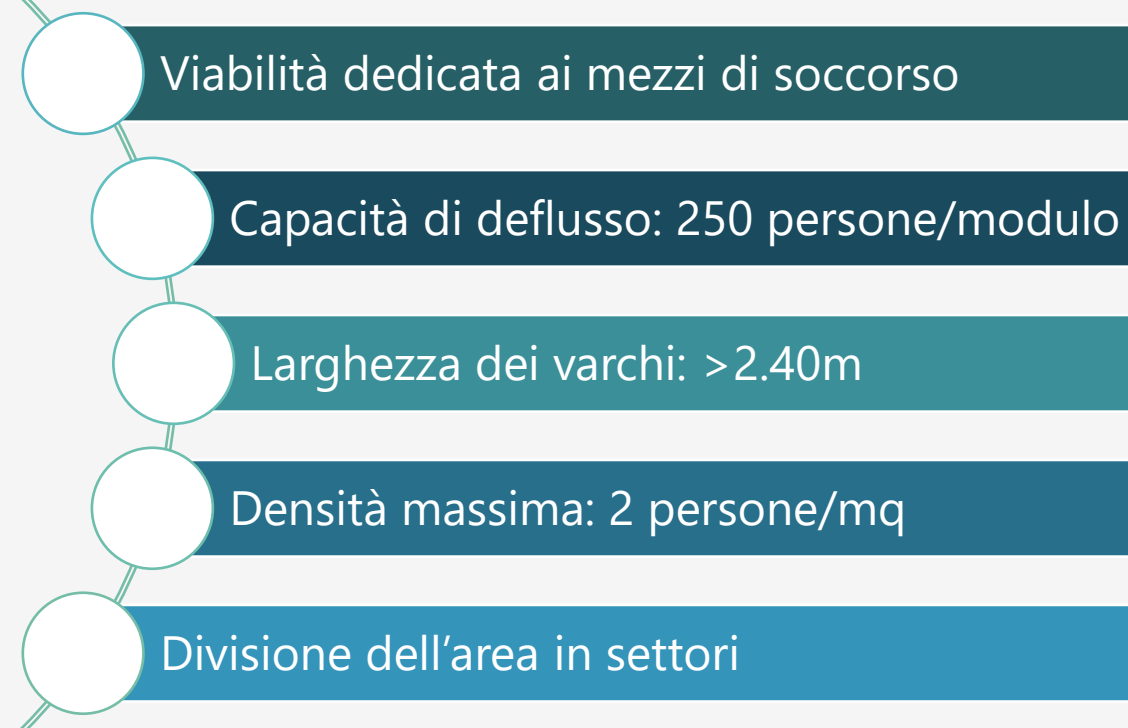 Viabilità dedicata ai mezzi di soccorso
Capacità di deflusso: 250 persone/modulo
Larghezza dei varchi: >2.40m
Densità massima: 2 persone/mq
Divisione dell’area in settori